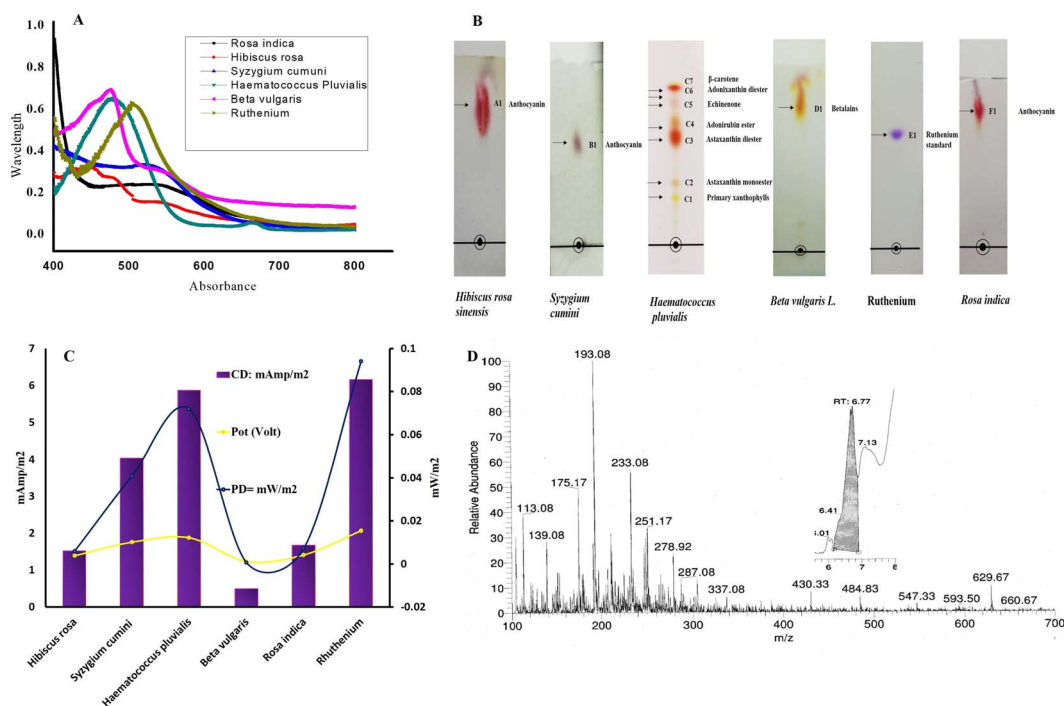 A
1.0
0.8
0.6
0.4
0.2
0.0
Wavelength
400
500
600
700
800
Absorbance
Rosa indica
Hibiscus rosa
Syzygium cumuni
Haematococcus Pluvialis
Beta vulgaris
Ruthenium
B
A1 Anthocyanin
Hibiscus rosa
sinensis
B1 Anthocyanin
Syzygium
cumini
C7 β-carotene
C6 Adonixanthin diester
C5 Echinenone
C4 Adonirubin ester
C3 Astaxanthin diester
C2 Astaxanthin monoester
C1 Primary xanthophylls
Haematococcus
pluvialis
D1 Betalains
Beta vulgaris L.
E1 Ruthenium
standard
Ruthenium
F1 Anthocyanin
Rosa indica
C
7
6
5
4
3
2
1
0
mAmp/m2
CD: mAmp/m2
Pot (Volt)
PD= mW/m2
0.1
0.08
0.06
0.04
0.02
0
-0.02
mW/m2
Hibiscus rosa
Syzygium cumini
Haematococcus pluvialis
Beta vulgaris
Rosa indica
Rhuthenium
D
100
90
80
70
60
50
40
30
20
10
0
Relative Abundance
193.08
233.08
175.17
251.17
113.08
139.08
278.92
287.08
337.08
430.33
484.83
547.33
593.50
629.67
660.67
100
200
300
400
500
600
700
m/z
RT: 6.77
7.13
6.41
6
7
8